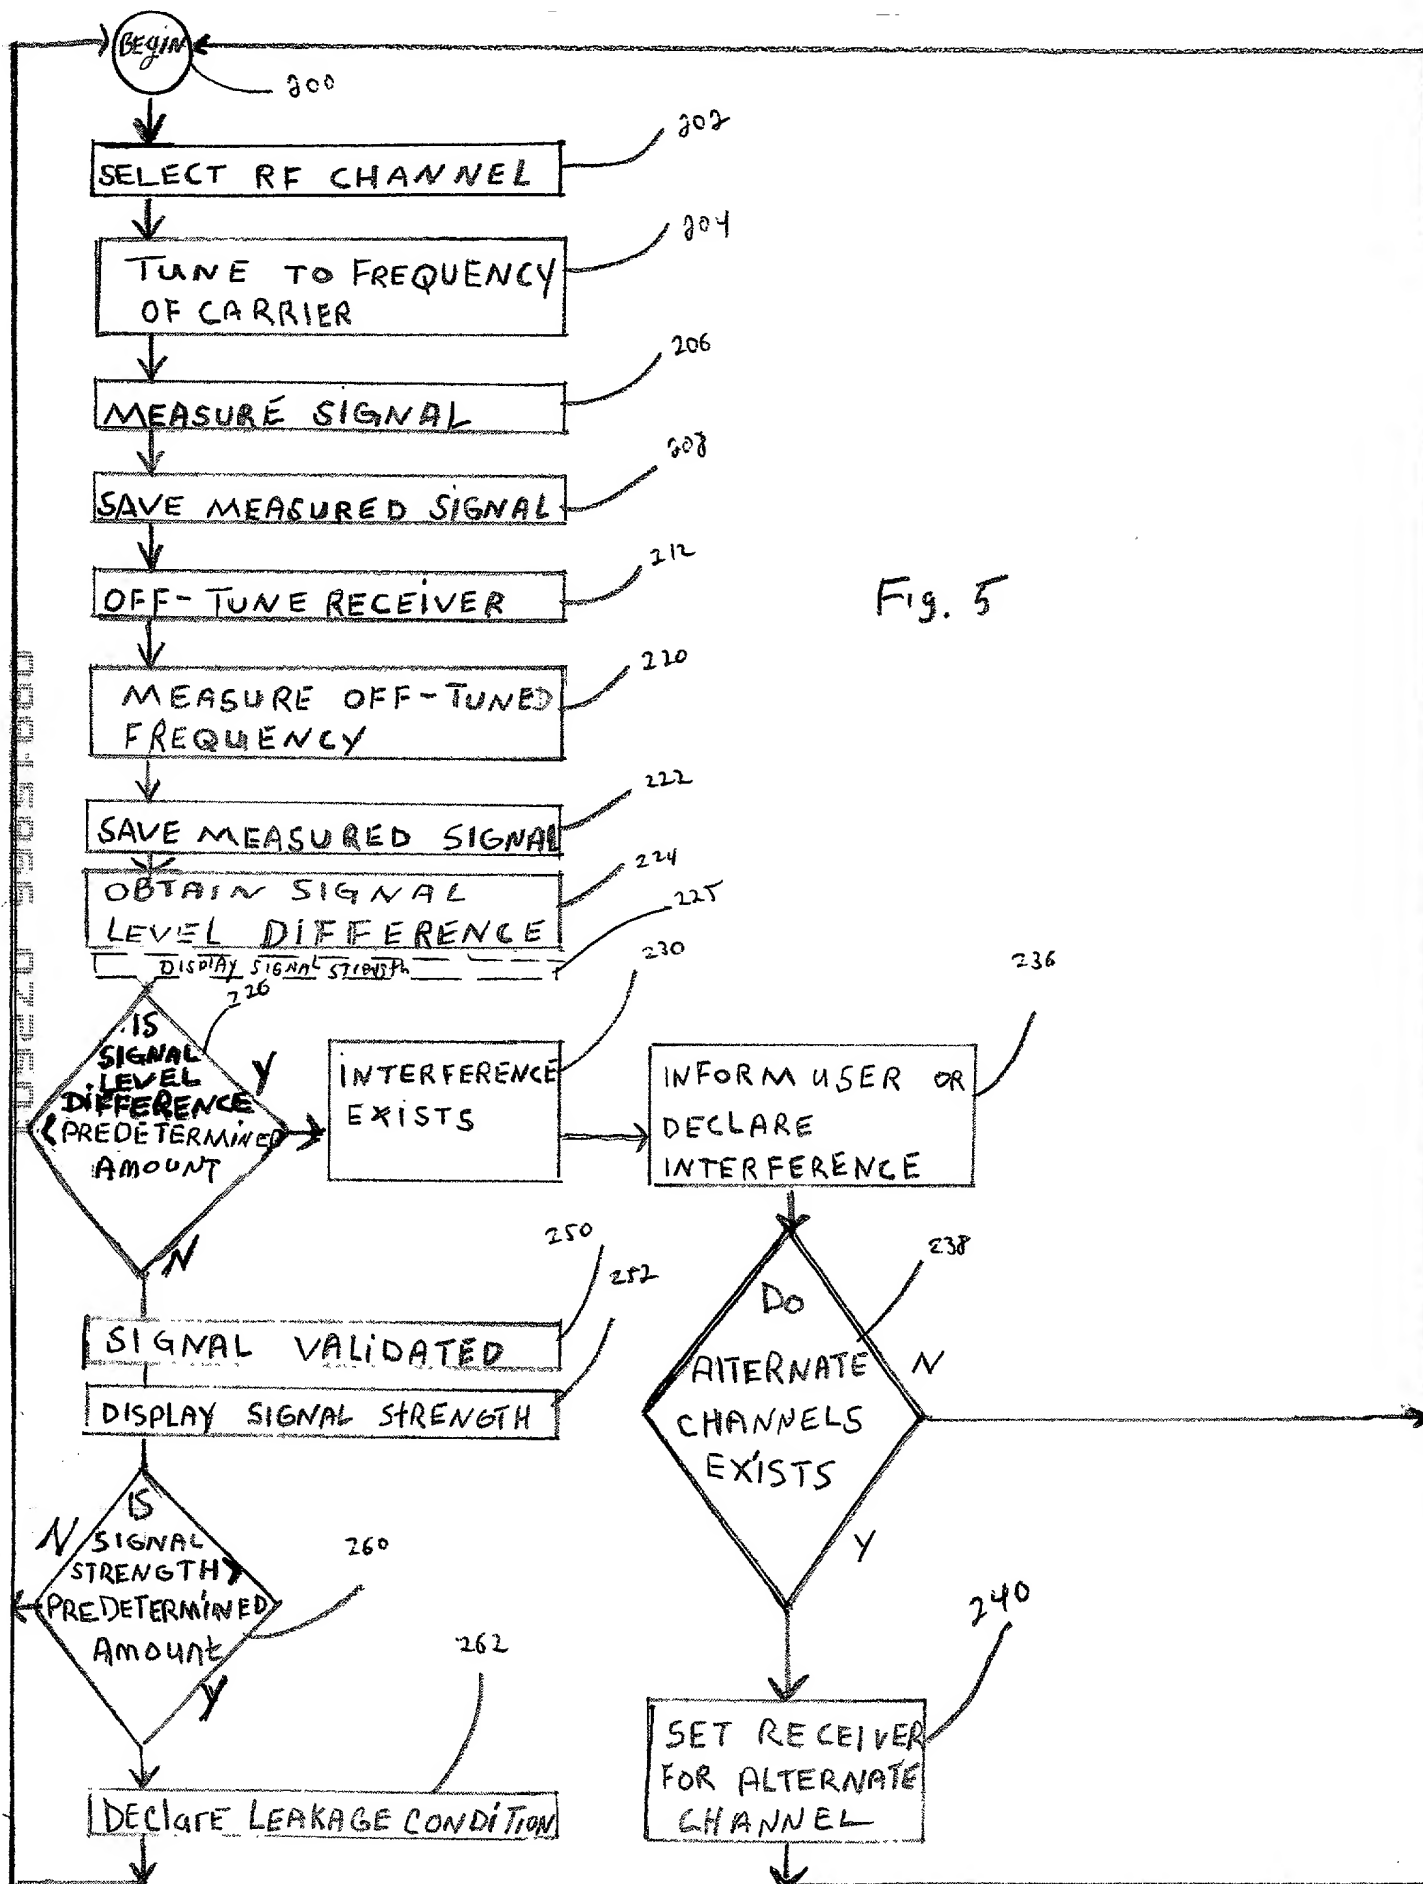 BEGIN
200
202
SELECT RF CHANNEL
204
TUNE TO FREQUENCY
OF CARRIER
206
MEASURE SIGNAL
208
SAVE MEASURED SIGNAL
212
OFF-TUNE RECEIVER
Fig. 5
220
MEASURE OFF-TUNED
FREQUENCY
222
SAVE MEASURED SIGNAL
224
OBTAIN SIGNAL
LEVEL DIFFERENCE
225
DISPLAY SIGNAL STRENGTH
226
IS
SIGNAL
LEVEL
DIFFERENCE
< PREDETERMINED
AMOUNT
Y
N
230
INTERFERENCE
EXISTS
236
INFORM USER OR
DECLARE
INTERFERENCE
238
DO
ALTERNATE
CHANNELS
EXISTS
N
Y
250
SIGNAL VALIDATED
252
DISPLAY SIGNAL STRENGTH
IS
SIGNAL
STRENGTH >
PREDETERMINED
AMOUNT
N
Y
260
240
SET RECEIVER
FOR ALTERNATE
CHANNEL
262
DECLARE LEAKAGE CONDITION